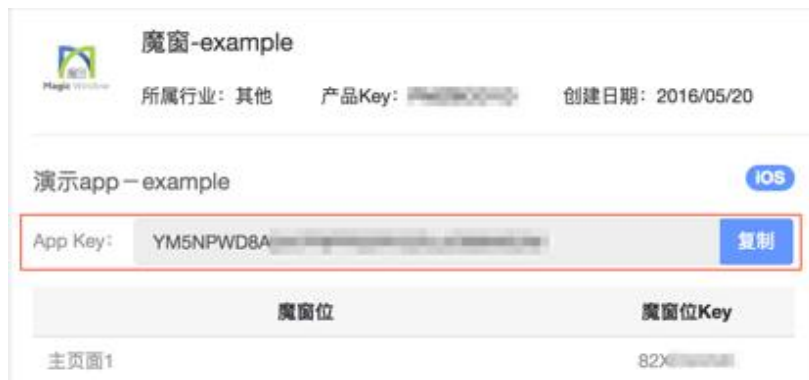 魔窗-example
Magic Window
所属行业：其他 产品Key： 创建日期：2016/05/20
演示app－example iOS
App Key： YM5NPWD8A 复制
魔窗位 魔窗位Key
主页面1 82X